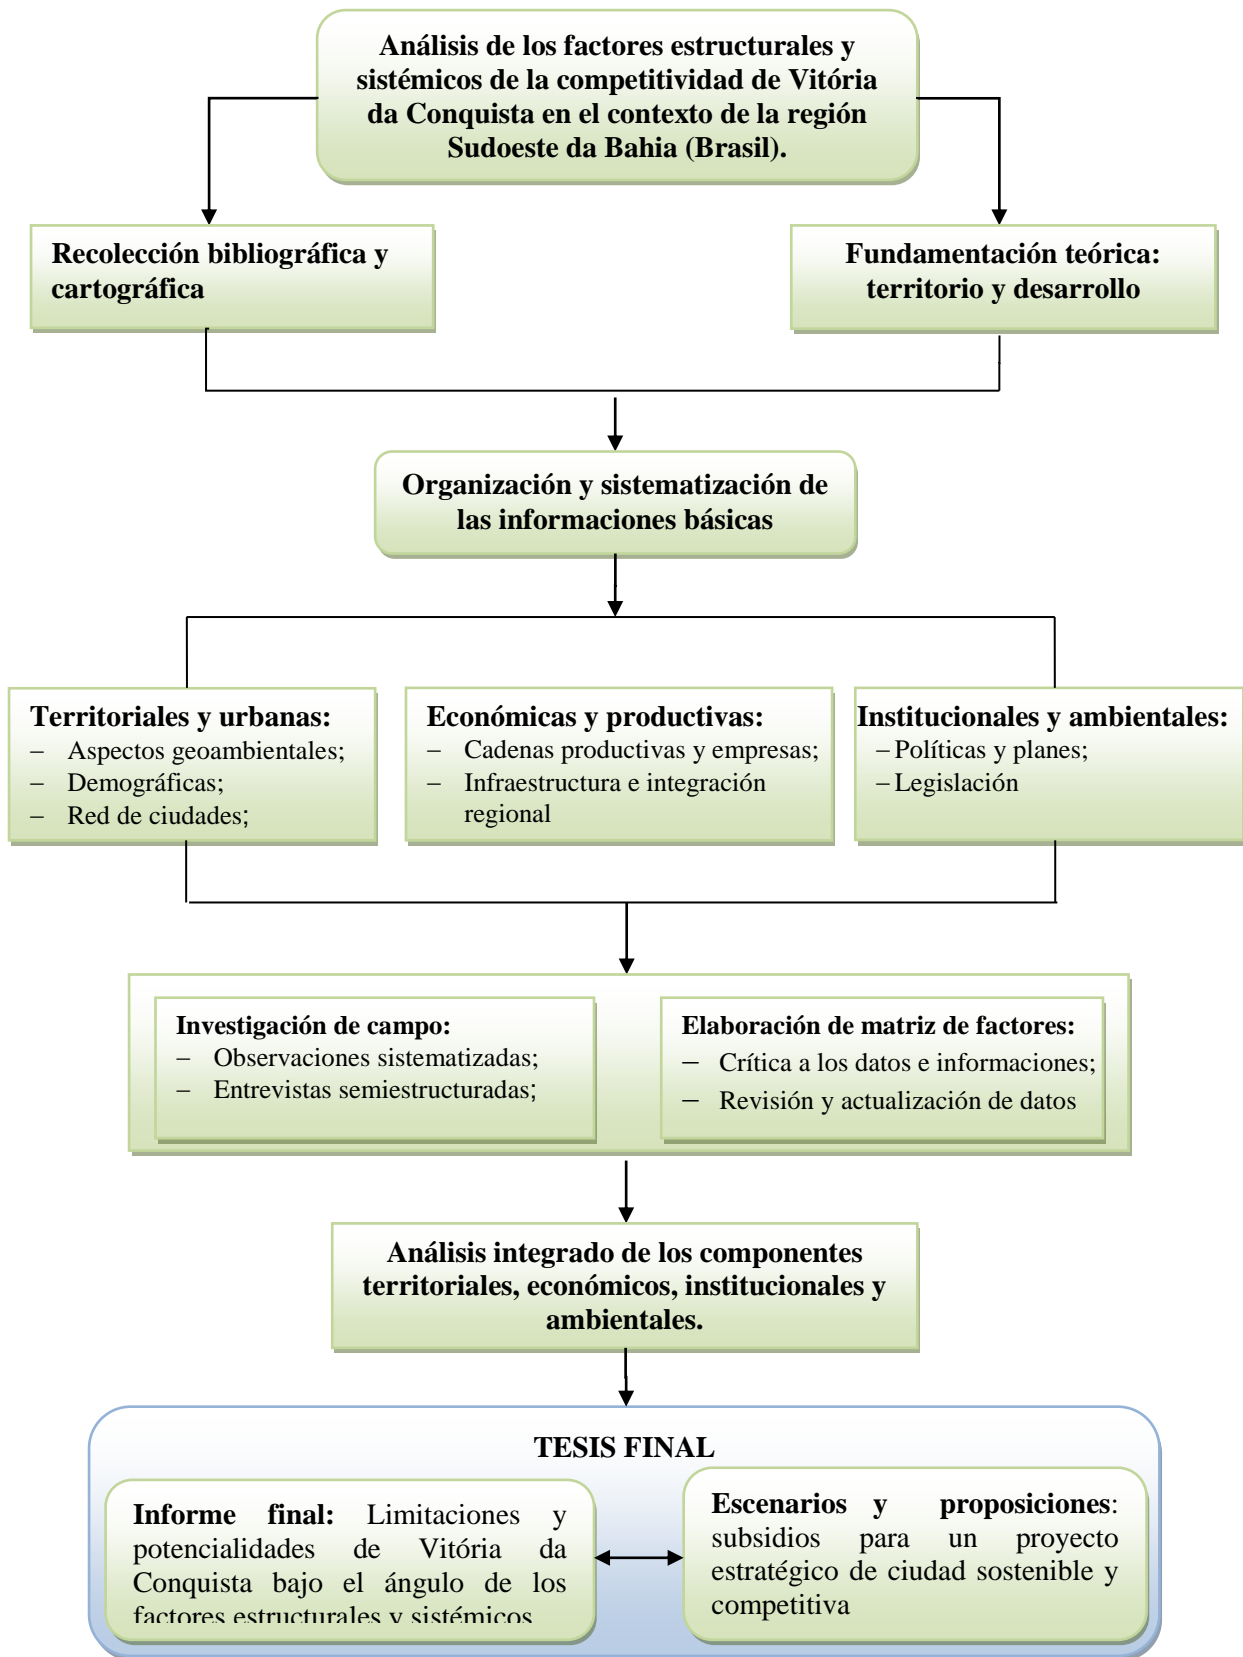 Análisis de los factores estructurales y
sistémicos de la competitividad de Vitória
da Conquista en el contexto de la región
Sudoeste da Bahia (Brasil).
Recolección bibliográfica y
cartográfica
Fundamentación teórica:
territorio y desarrollo
Organización y sistematización de
las informaciones básicas
Territoriales y urbanas:
– Aspectos geoambientales;
– Demográficas;
– Red de ciudades;
Económicas y productivas:
– Cadenas productivas y empresas;
– Infraestructura e integración
regional
Institucionales y ambientales:
– Políticas y planes;
– Legislación
Investigación de campo:
– Observaciones sistematizadas;
– Entrevistas semiestructuradas;
Elaboración de matriz de factores:
– Crítica a los datos e informaciones;
– Revisión y actualización de datos
Análisis integrado de los componentes
territoriales, económicos, institucionales y
ambientales.
TESIS FINAL
Informe final: Limitaciones y
potencialidades de Vitória da
Conquista bajo el ángulo de los
factores estructurales y sistémicos
Escenarios y proposiciones:
subsidios para un proyecto
estratégico de ciudad sostenible y
competitiva